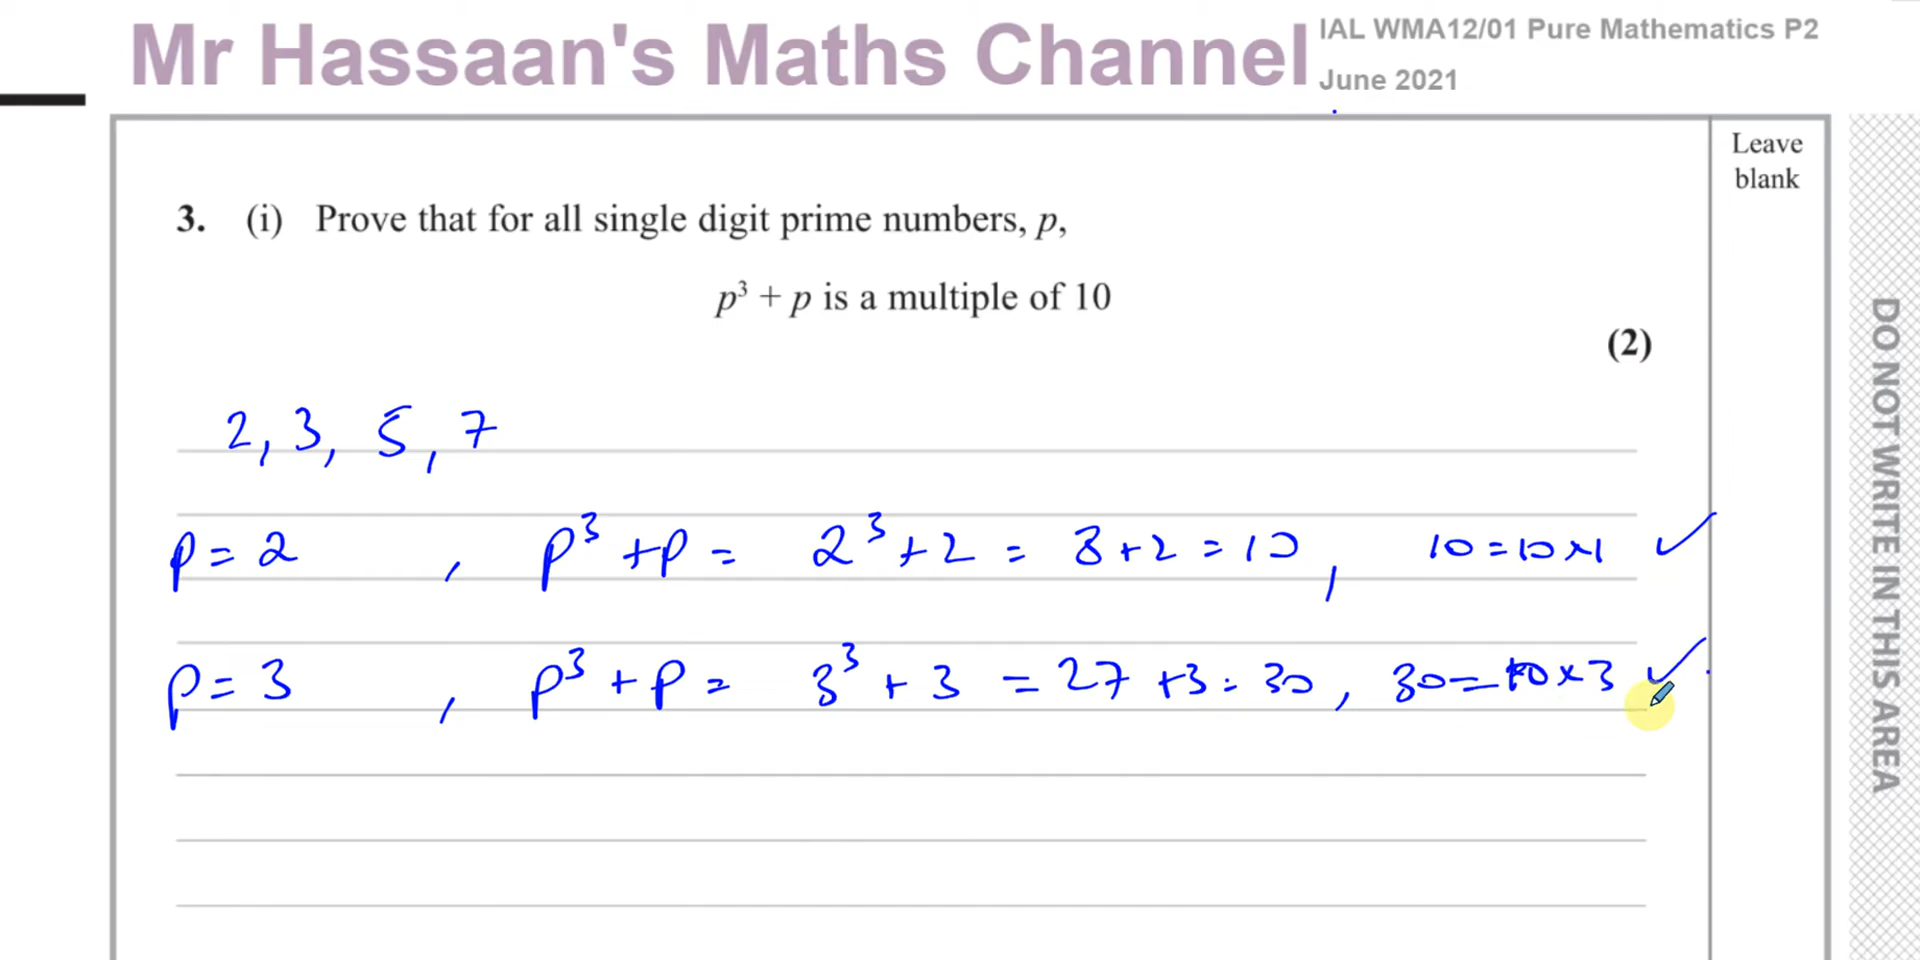 Mr Hassaan's Maths Channel
IAL WMA12/01 Pure Mathematics P2
June 2021
Leave
blank
3. (i) Prove that for all single digit prime numbers, p,
p³ + p is a multiple of 10
(2)
2, 3, 5, 7
p = 2 , p³ + p = 2³ + 2 = 8 + 2 = 10 , 10 = 10 × 1 ✓
p = 3 , p³ + p = 3³ + 3 = 27 + 3 = 30 , 30 = 10 × 3 ✓
DO NOT WRITE IN THIS AREA